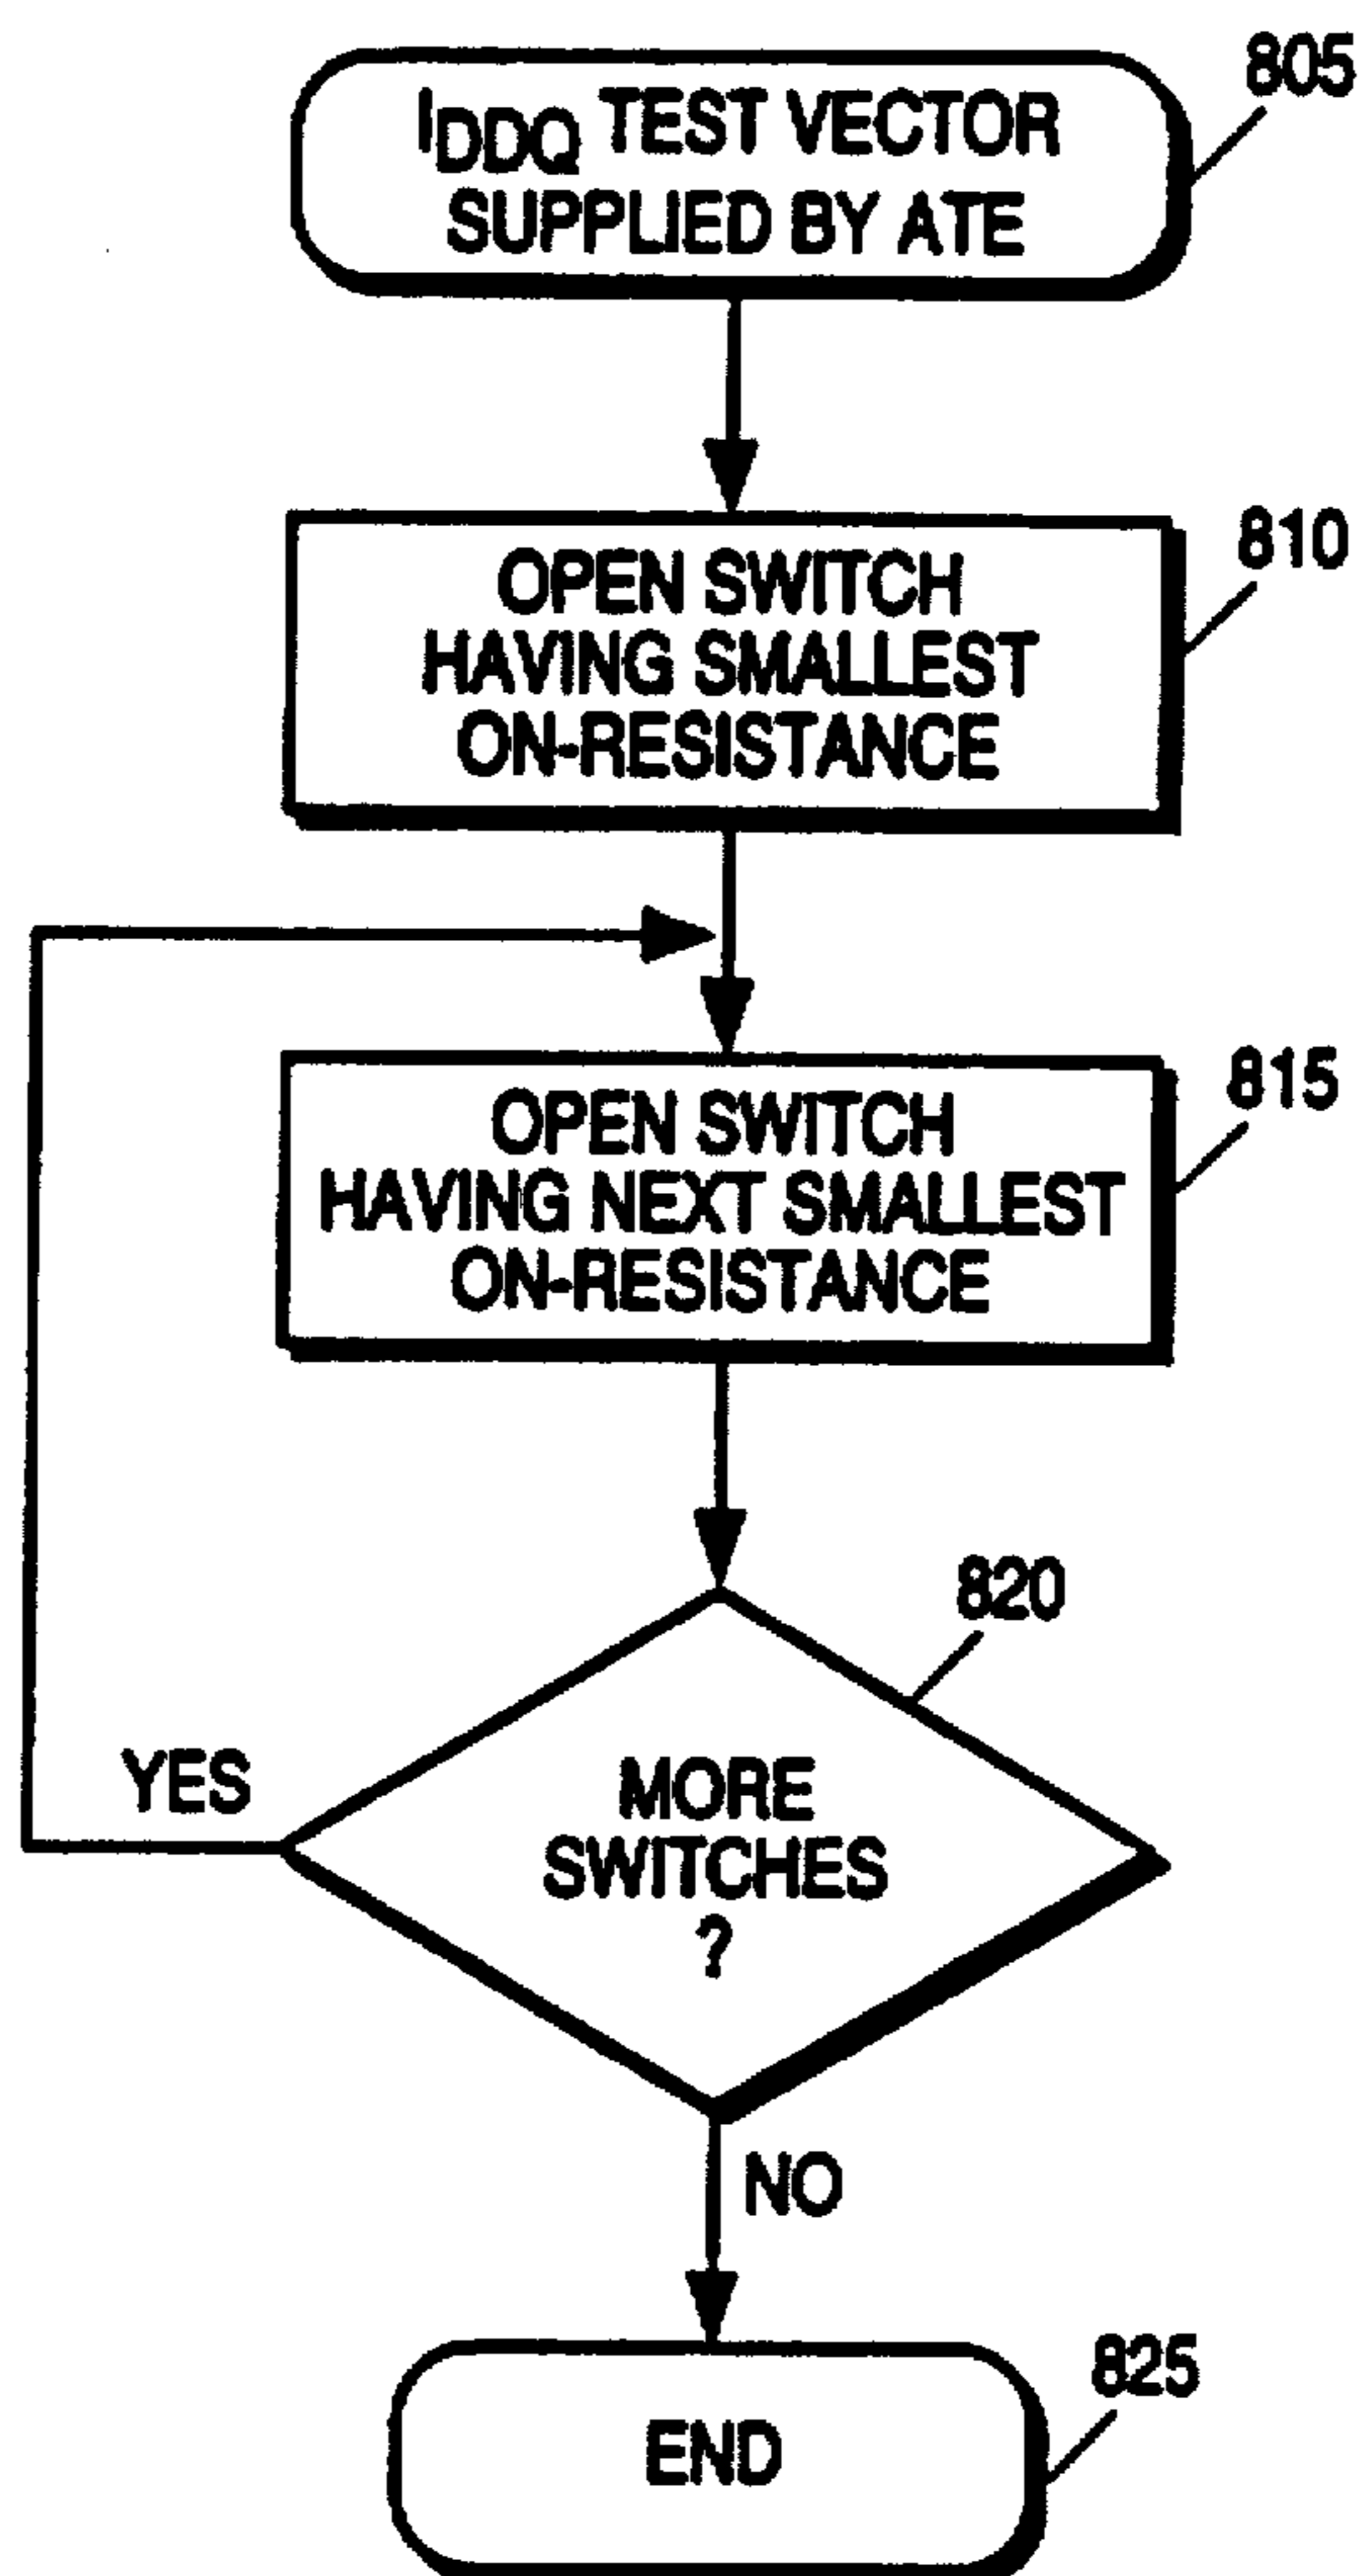 805
IDDQ TEST VECTOR
SUPPLIED BY ATE
810
OPEN SWITCH
HAVING SMALLEST
ON-RESISTANCE
815
OPEN SWITCH
HAVING NEXT SMALLEST
ON-RESISTANCE
820
YES
MORE
SWITCHES
?
NO
825
END